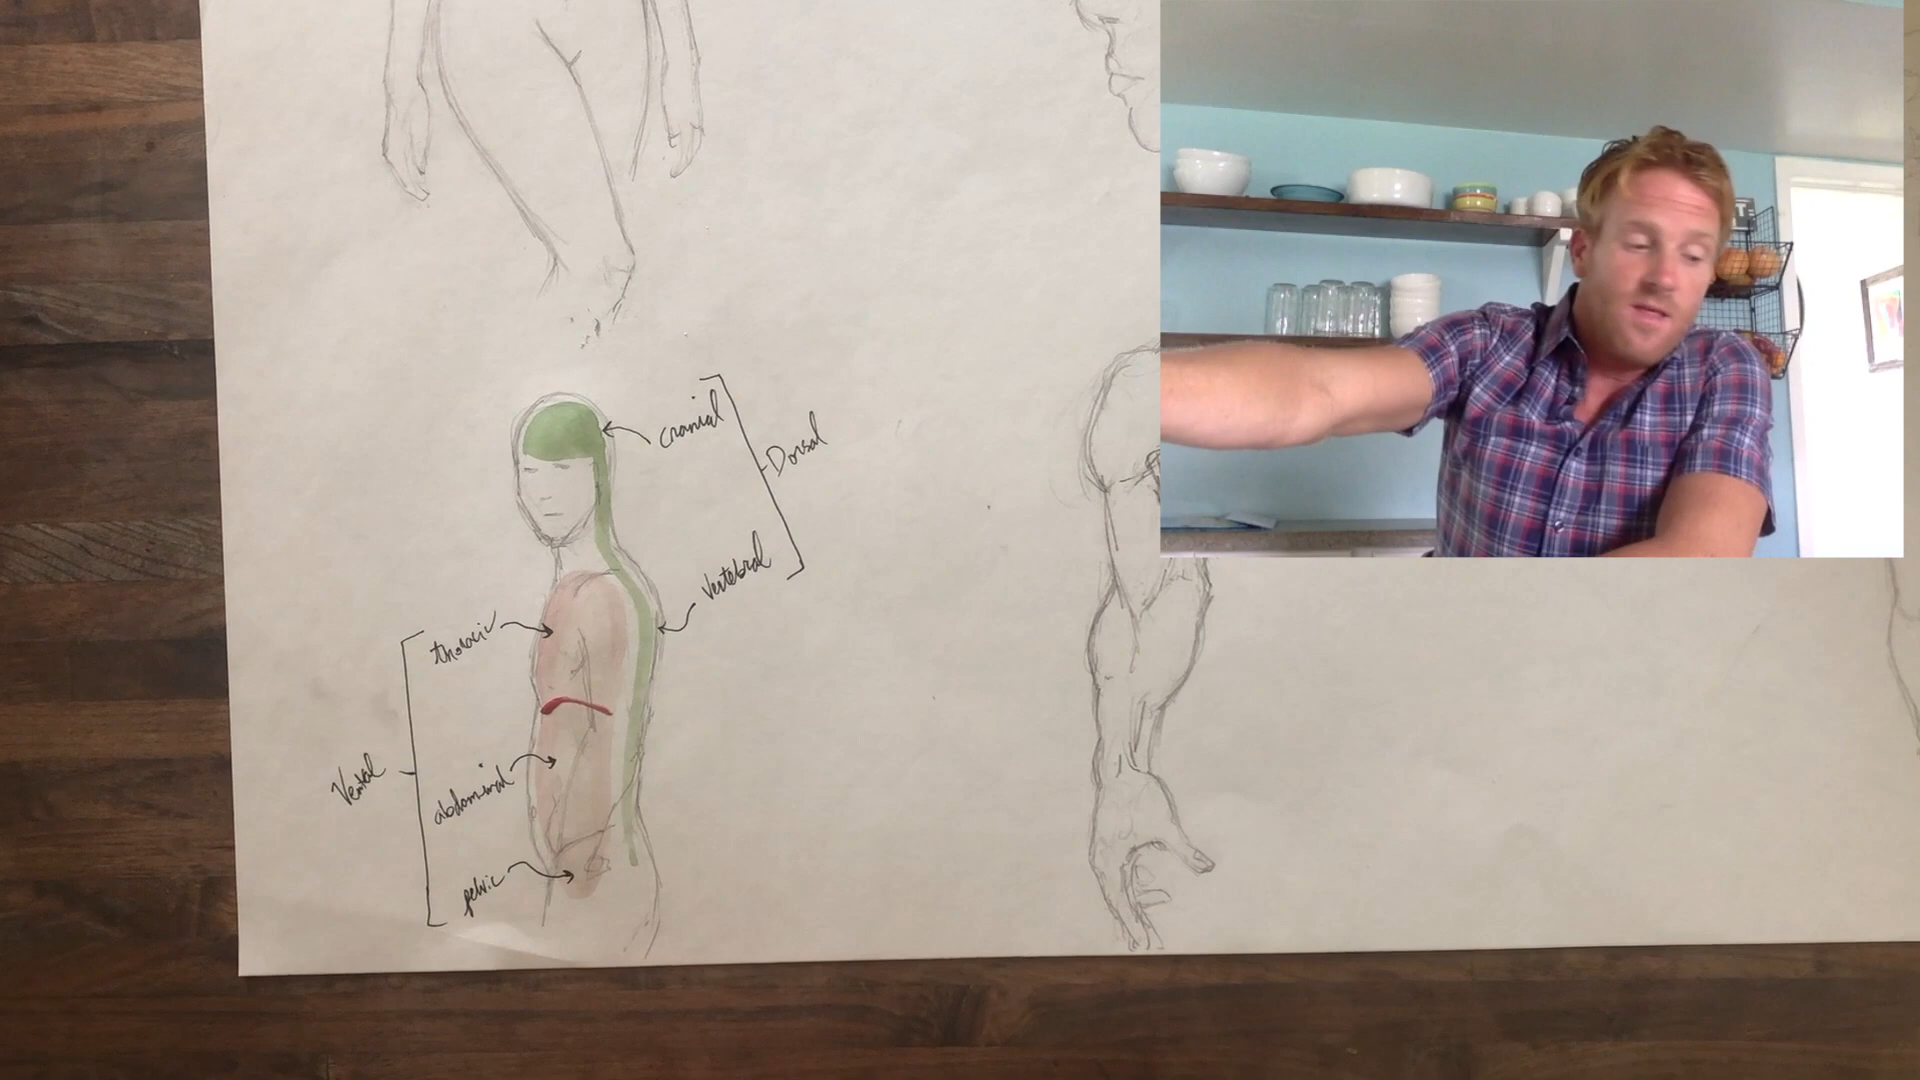 cranial
Dorsal
vertebral
thoracic
Ventral
abdominal
pelvic